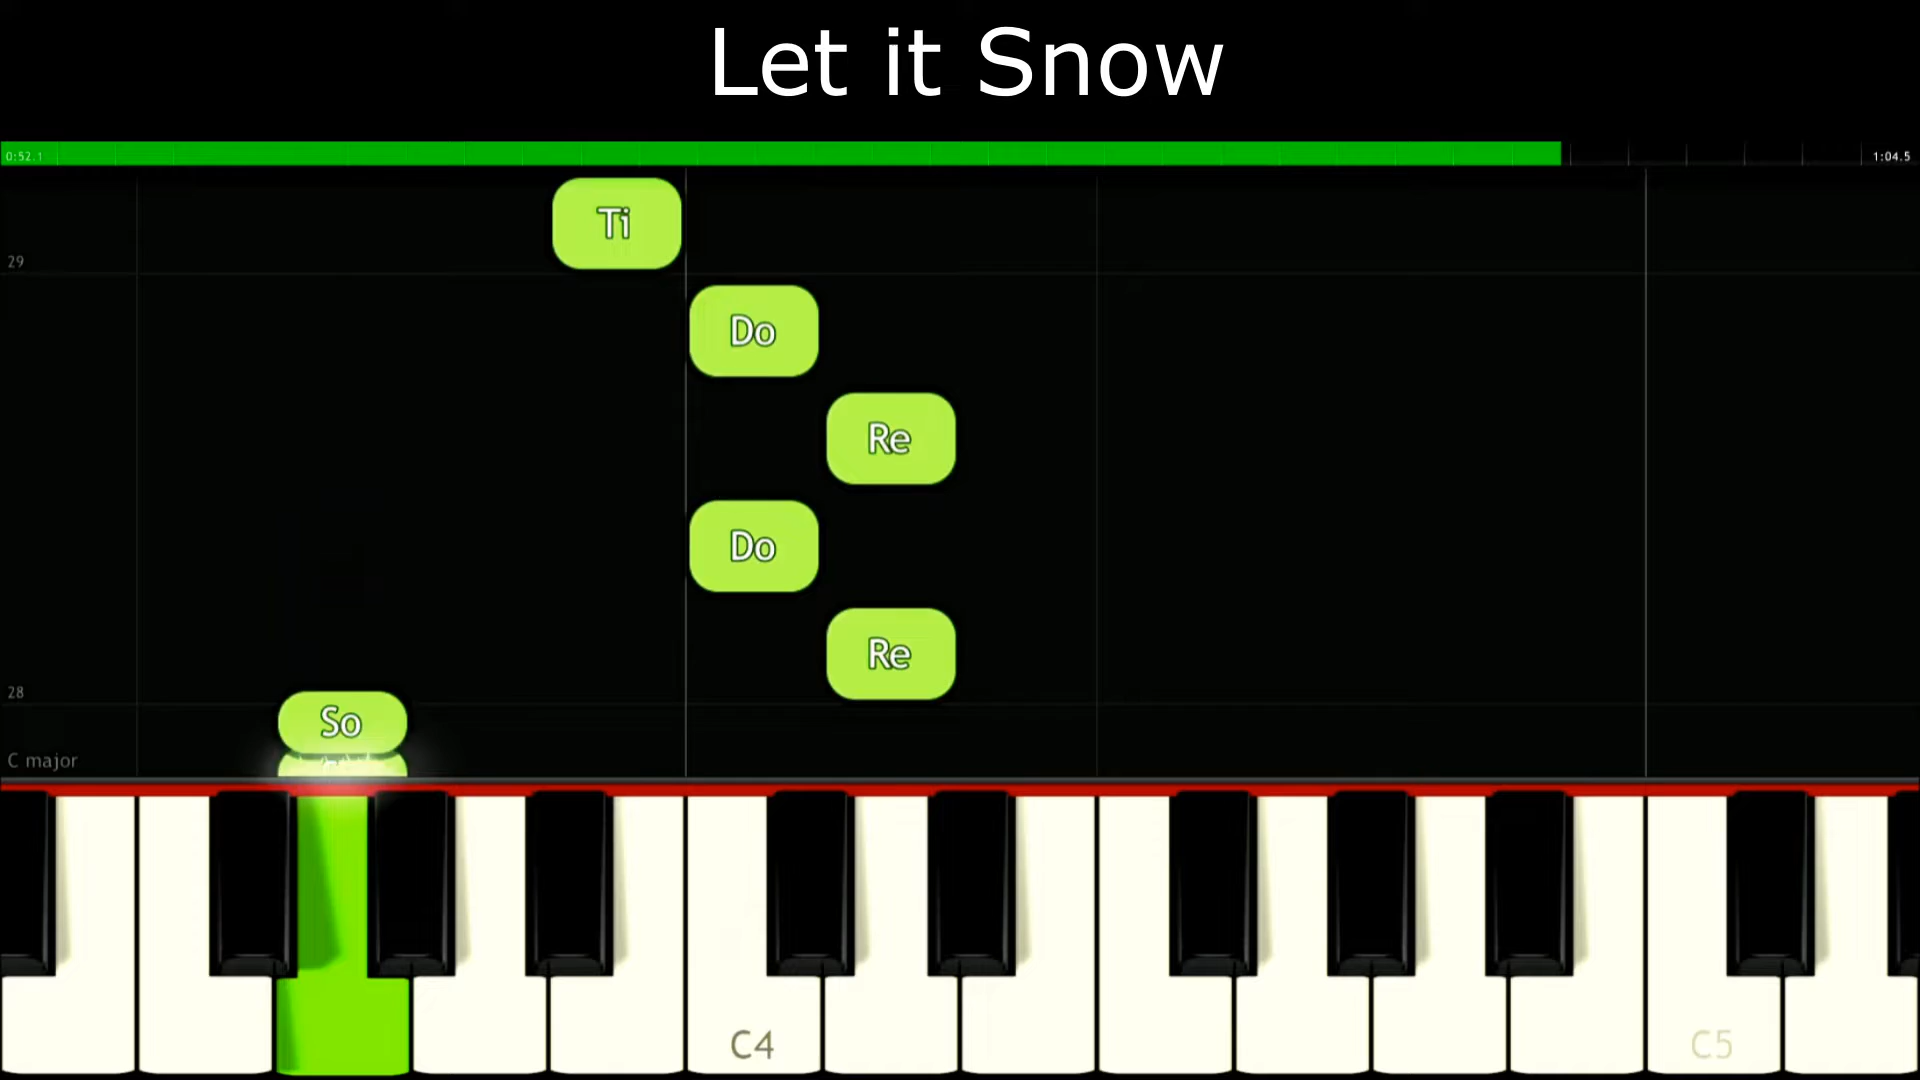 Let it Snow
0:52.1
1:04.5
Ti
29
Do
Re
Do
Re
28
So
C major
C4
C5